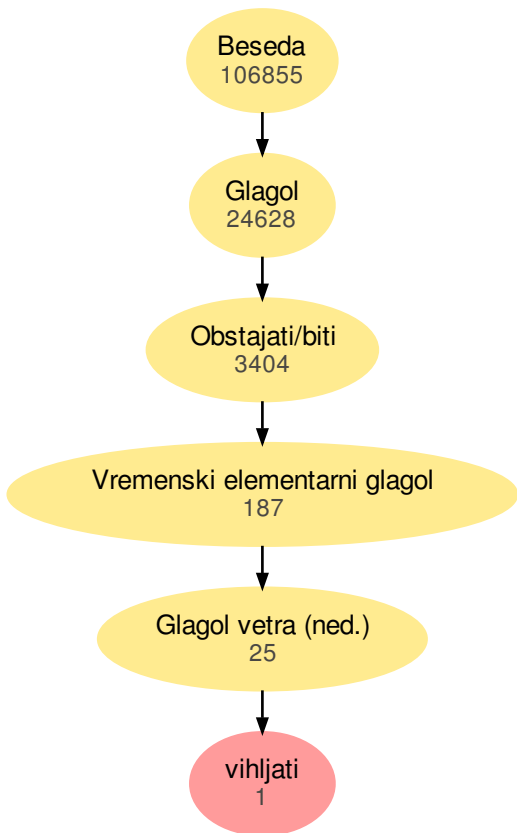 Beseda
106855
Glagol
24628
Obstajati/biti
3404
Vremenski elementarni glagol
187
Glagol vetra (ned.)
25
vihljati
1